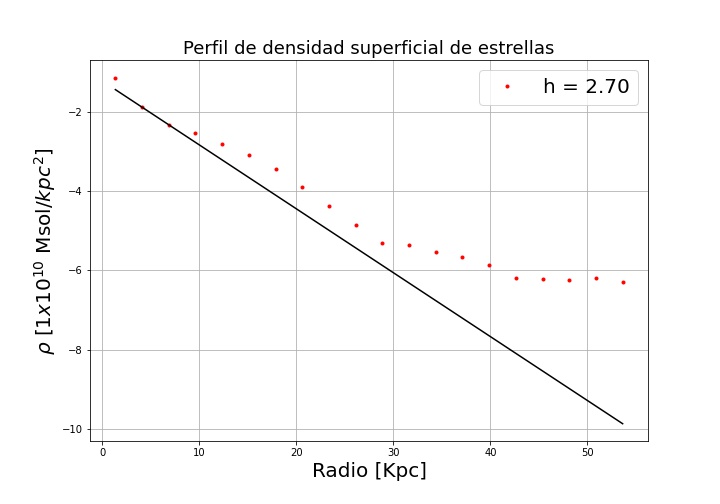 Perfil de densidad superficial de estrellas
h = 2.70
ρ [1x10¹⁰ Msol/kpc²]
−2
−4
−6
−8
−10
0 10 20 30 40 50
Radio [Kpc]